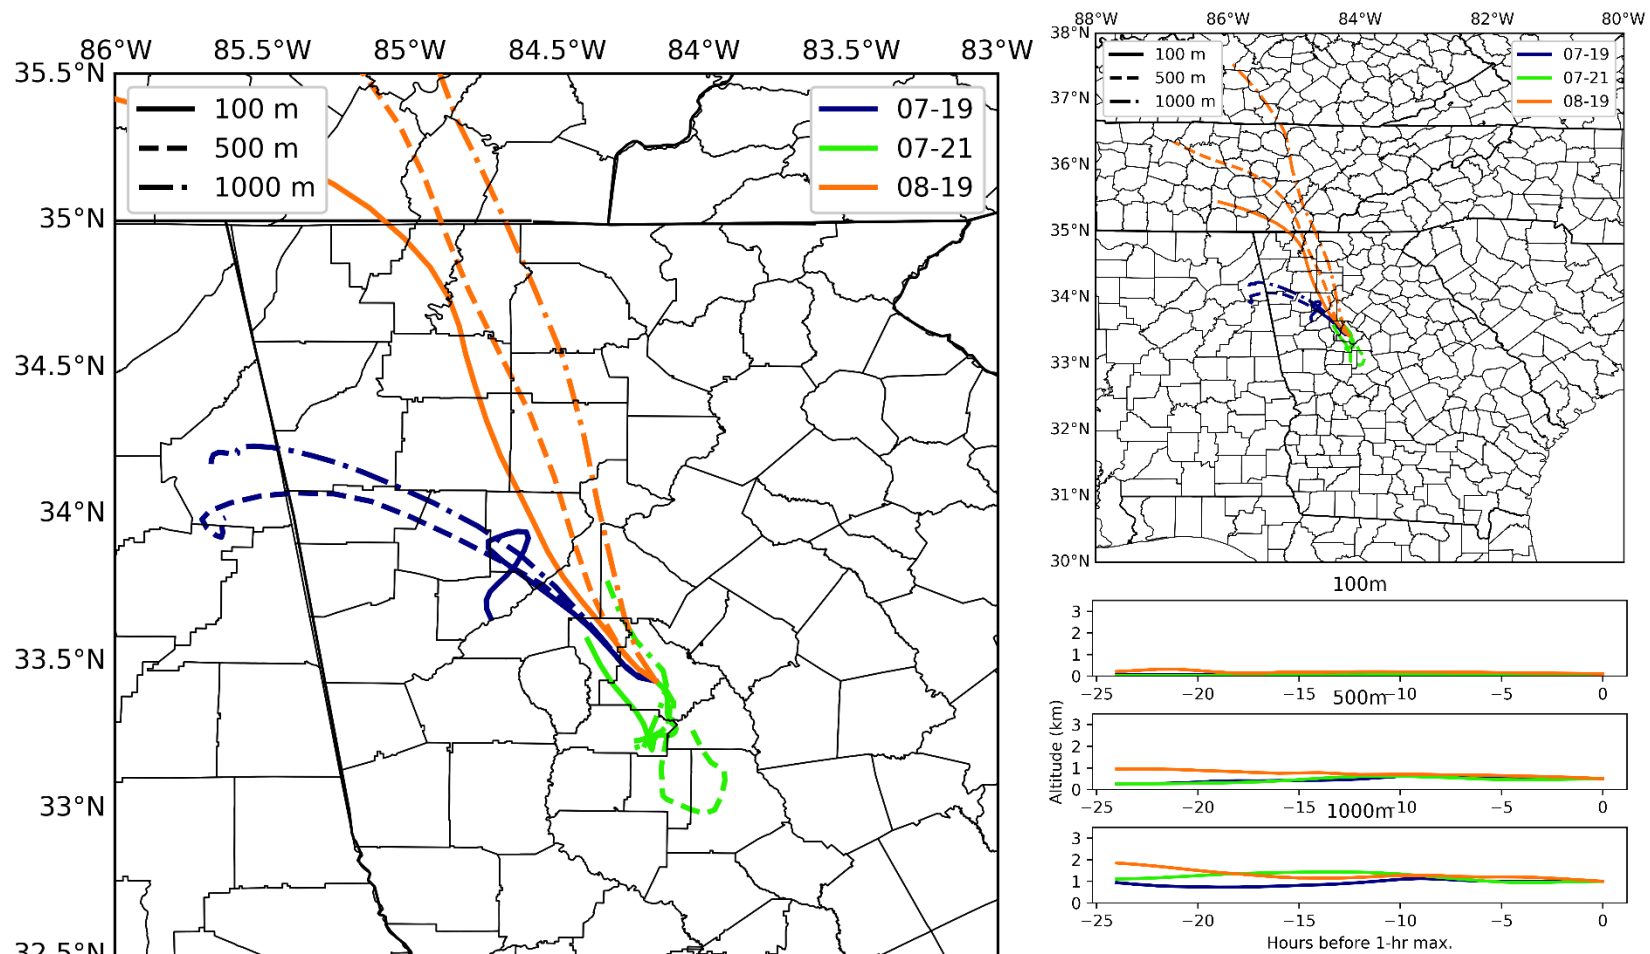 86°W 85.5°W 85°W 84.5°W 84°W 83.5°W 83°W
35.5°N
35°N
34.5°N
34°N
33.5°N
33°N
32.5°N
100 m
500 m
1000 m
07-19
07-21
08-19
88°W 86°W 84°W 82°W 80°W
38°N
37°N
36°N
35°N
34°N
33°N
32°N
31°N
30°N
100 m
500 m
1000 m
07-19
07-21
08-19
100m
3
2
1
0
−25 −20 −15 −10 −5 0
500m
3
2
1
0
−25 −20 −15 −10 −5 0
1000m
3
2
1
0
−25 −20 −15 −10 −5 0
Altitude (km)
Hours before 1-hr max.